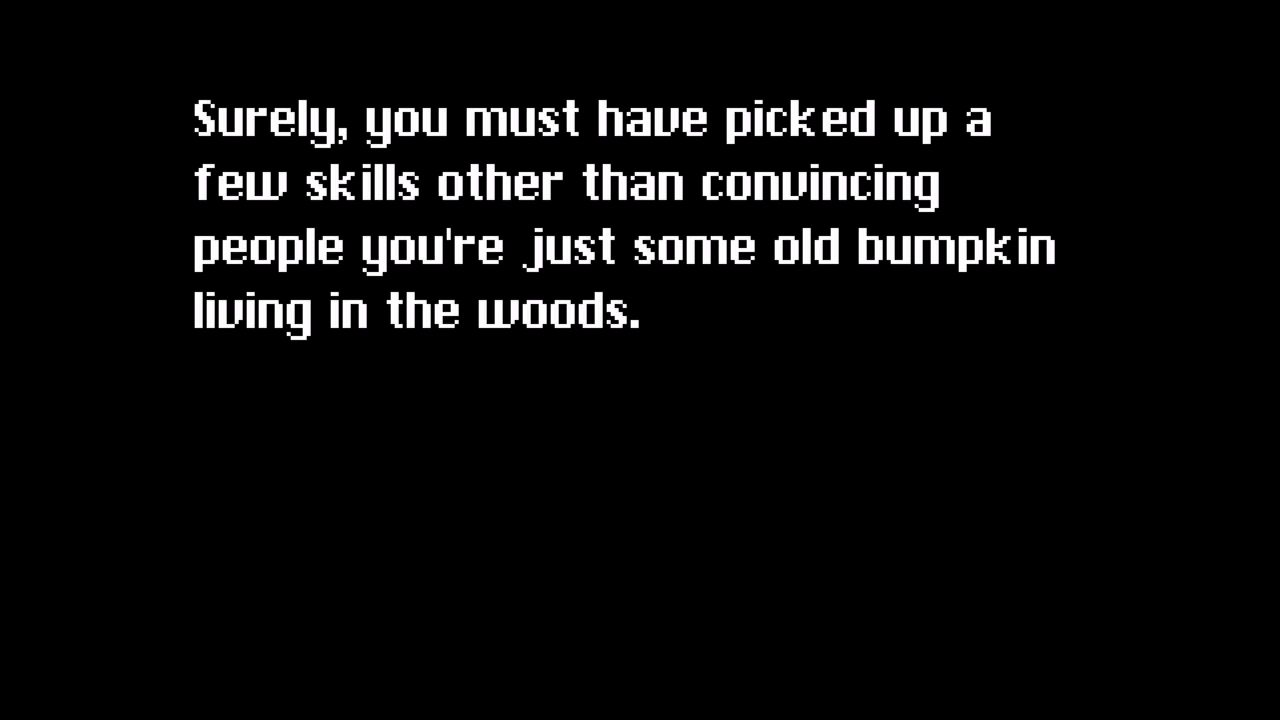 Surely, you must have picked up a
few skills other than convincing
people you're just some old bumpkin
living in the woods.